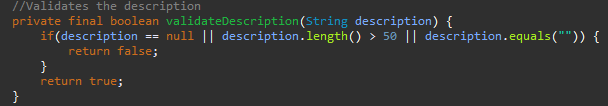 //Validates the description
private final boolean validateDescription(String description) {
    if(description == null || description.length() > 50 || description.equals("")) {
        return false;
    }
    return true;
}